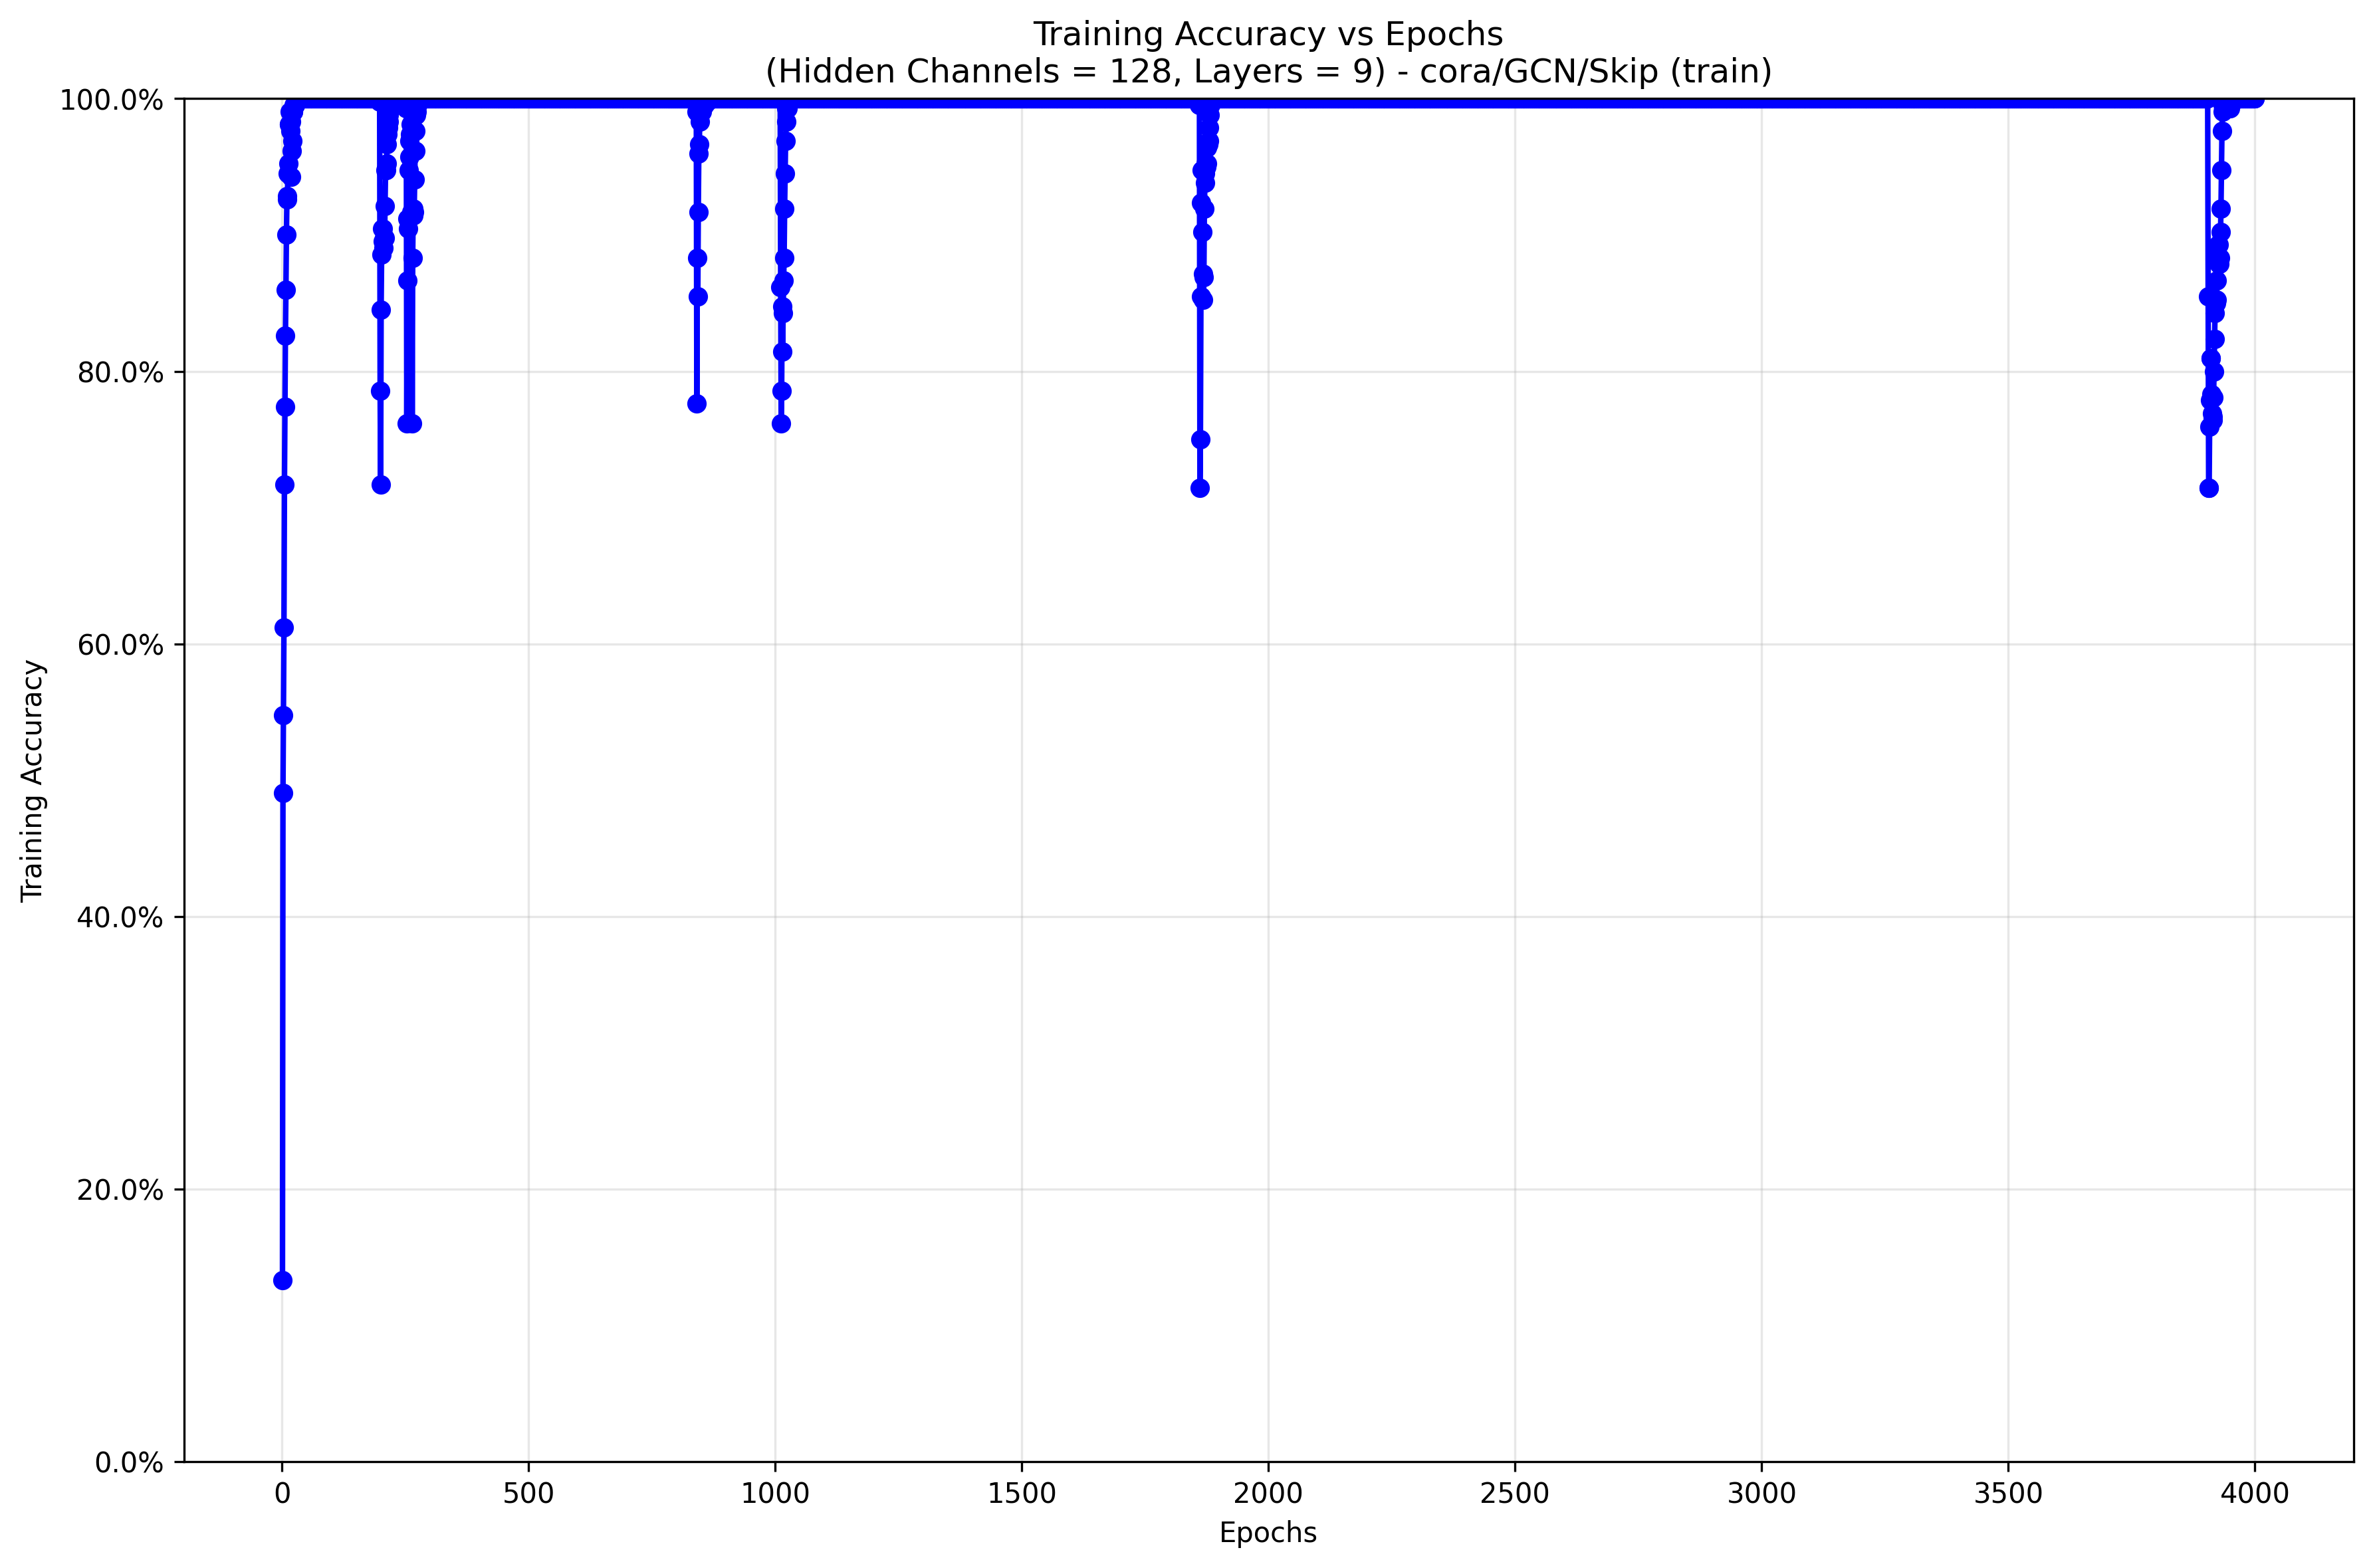 Training Accuracy vs Epochs
(Hidden Channels = 128, Layers = 9) - cora/GCN/Skip (train)
100.0%
80.0%
60.0%
40.0%
20.0%
0.0%
Training Accuracy
0 500 1000 1500 2000 2500 3000 3500 4000
Epochs